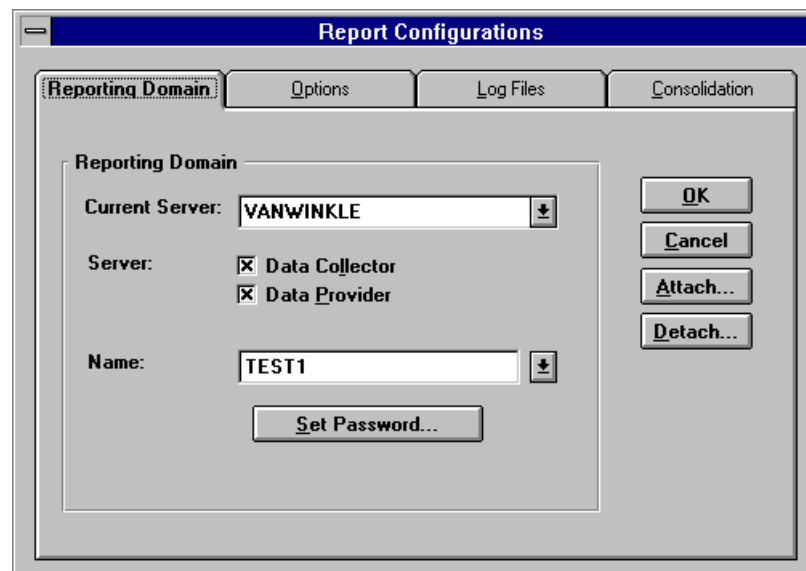 Report Configurations
Reporting Domain
Options
Log Files
Consolidation
Reporting Domain
Current Server: VANWINKLE
Server: Data Collector
Data Provider
Name: TEST1
Set Password...
OK
Cancel
Attach...
Detach...